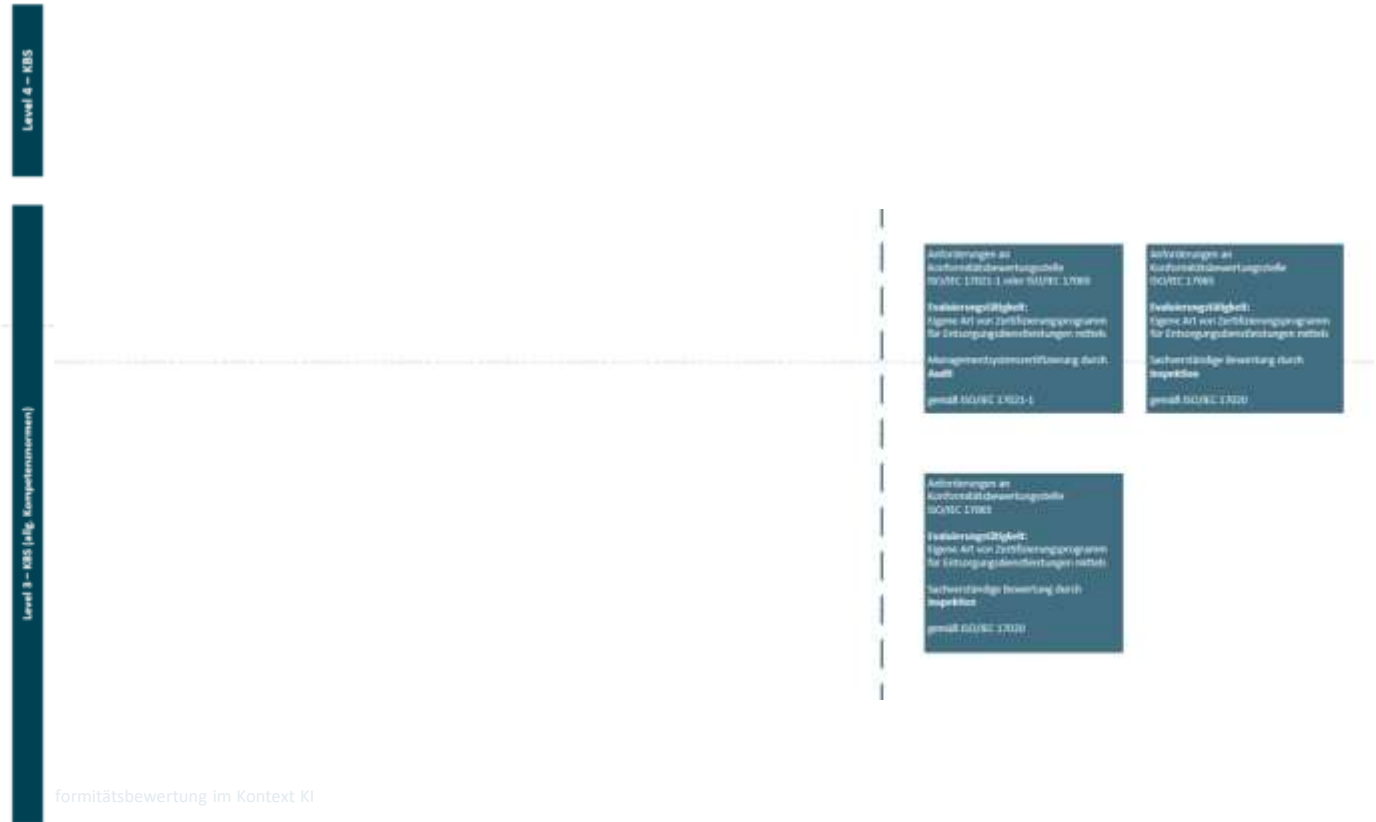 Level 4 – KBS
Level 3 – KBS (allg. Kompetenznormen)
Anforderungen an
Konformitätsbewertungsstelle
ISO/IEC 17021-1 oder ISO/IEC 17065
Evaluierungstätigkeit:
Eigene Art von Zertifizierungsprogramm
für Entsorgungsdienstleistungen mittels
Managementsystemzertifizierung durch
Audit
gemäß ISO/IEC 17021-1
Anforderungen an
Konformitätsbewertungsstelle
ISO/IEC 17065
Evaluierungstätigkeit:
Eigene Art von Zertifizierungsprogramm
für Entsorgungsdienstleistungen mittels
Sachverständige Bewertung durch
Inspektion
gemäß ISO/IEC 17020
Anforderungen an
Konformitätsbewertungsstelle
ISO/IEC 17065
Evaluierungstätigkeit:
Eigene Art von Zertifizierungsprogramm
für Entsorgungsdienstleistungen mittels
Sachverständige Bewertung durch
Inspektion
gemäß ISO/IEC 17020
formitätsbewertung im Kontext KI